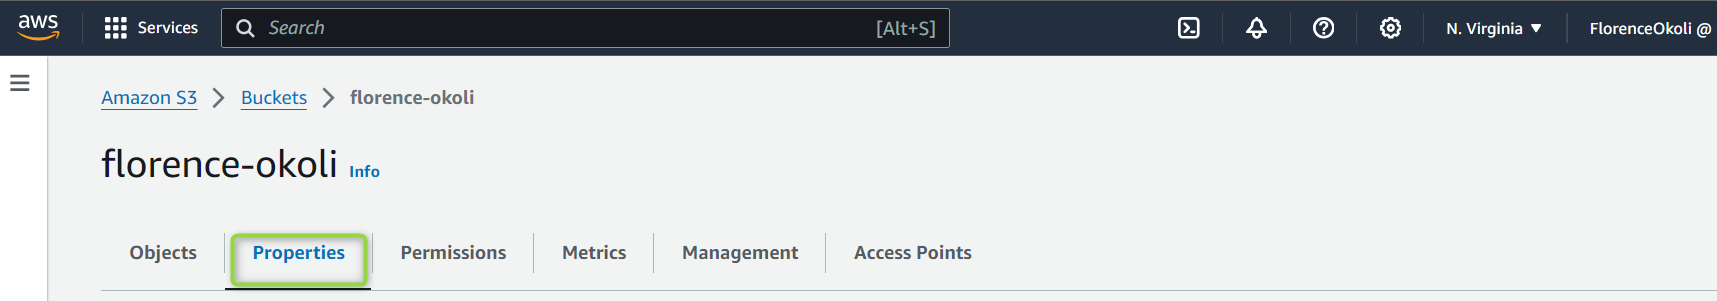 aws Services Search [Alt+S] N. Virginia FlorenceOkoli @
Amazon S3 Buckets florence-okoli
florence-okoli Info
Objects Properties Permissions Metrics Management Access Points